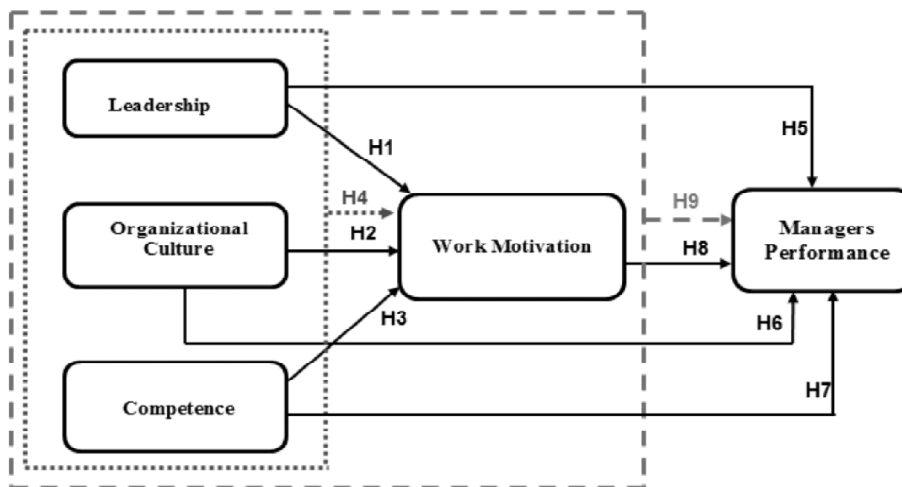 Leadership
H1
H5
H4
H9
Organizational
Culture
H2
Work Motivation
H8
Managers
Performance
H3
H6
Competence
H7